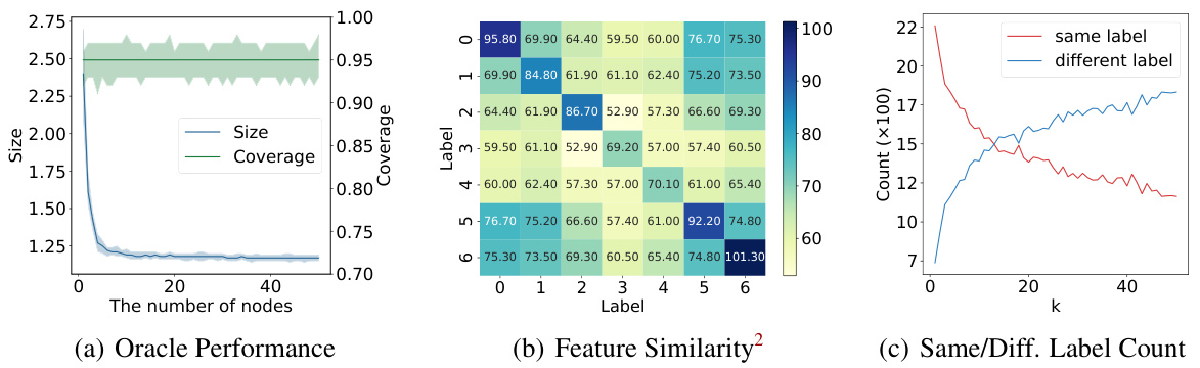 2.75
2.50
2.25
2.00
1.75
1.50
1.25
Size
1.00
0.95
0.90
0.85
0.80
0.75
0.70
Coverage
Size
Coverage
0 20 40
The number of nodes
(a) Oracle Performance
Label
0 95.80 69.90 64.40 59.50 60.00 76.70 75.30
1 69.90 84.80 61.90 61.10 62.40 75.20 73.50
2 64.40 61.90 86.70 52.90 57.30 66.60 69.30
3 59.50 61.10 52.90 69.20 57.00 57.40 60.50
4 60.00 62.40 57.30 57.00 70.10 61.00 65.40
5 76.70 75.20 66.60 57.40 61.00 92.20 74.80
6 75.30 73.50 69.30 60.50 65.40 74.80 101.30
0 1 2 3 4 5 6
Label
100
90
80
70
60
(b) Feature Similarity2
22
20
17
15
12
10
7
Count (×100)
same label
different label
0 20 40
k
(c) Same/Diff. Label Count